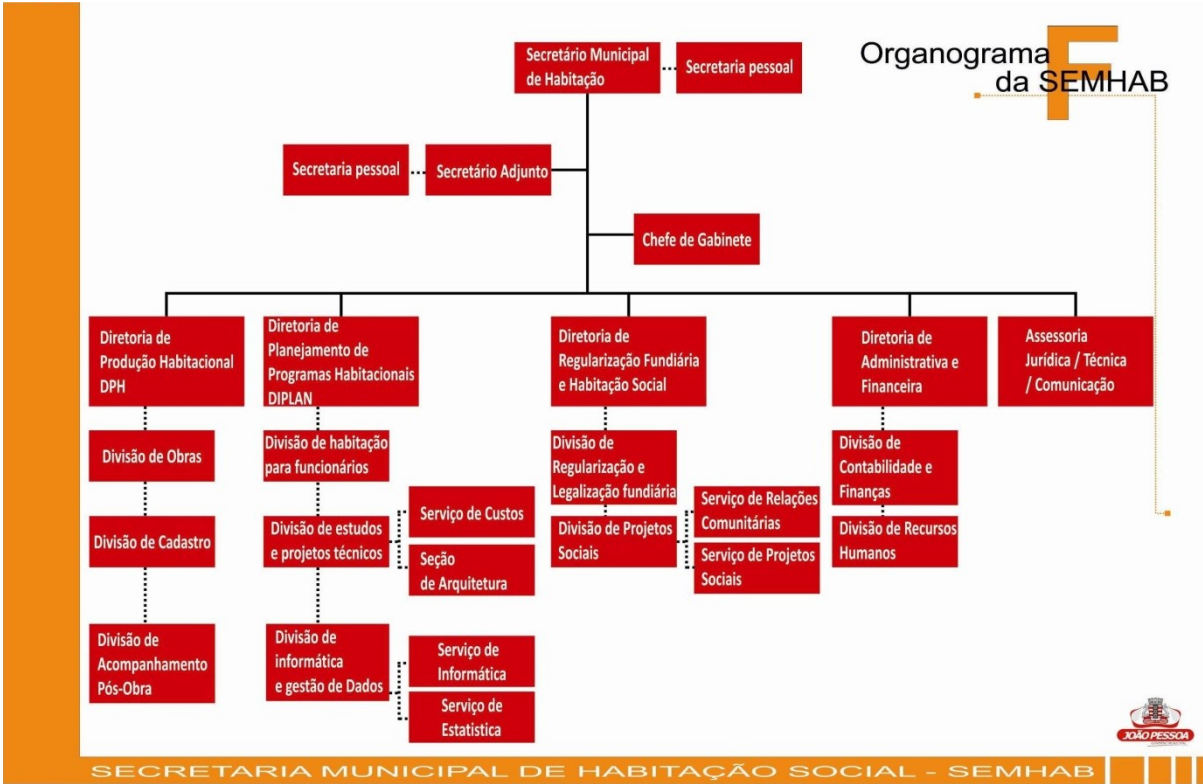 Organograma
da SEMHAB
F
Secretário Municipal
de Habitação
Secretaria pessoal
Secretaria pessoal
Secretário Adjunto
Chefe de Gabinete
Diretoria de
Produção Habitacional
DPH
Diretoria de
Planejamento de
Programas Habitacionais
DIPLAN
Diretoria de
Regularização Fundiária
e Habitação Social
Diretoria de
Administrativa e
Financeira
Assessoria
Jurídica / Técnica
/ Comunicação
Divisão de Obras
Divisão de habitação
para funcionários
Divisão de
Regularização e
Legalização fundiária
Divisão de
Contabilidade e
Finanças
Divisão de Cadastro
Divisão de estudos
e projetos técnicos
Serviço de Custos
Seção
de Arquitetura
Divisão de Projetos
Sociais
Serviço de Relações
Comunitárias
Serviço de Projetos
Sociais
Divisão de Recursos
Humanos
Divisão de
Acompanhamento
Pós-Obra
Divisão de
informática
e gestão de Dados
Serviço de
Informática
Serviço de
Estatistica
JOÃO PESSOA
SECRETARIA MUNICIPAL DE HABITAÇÃO SOCIAL - SEMHAB